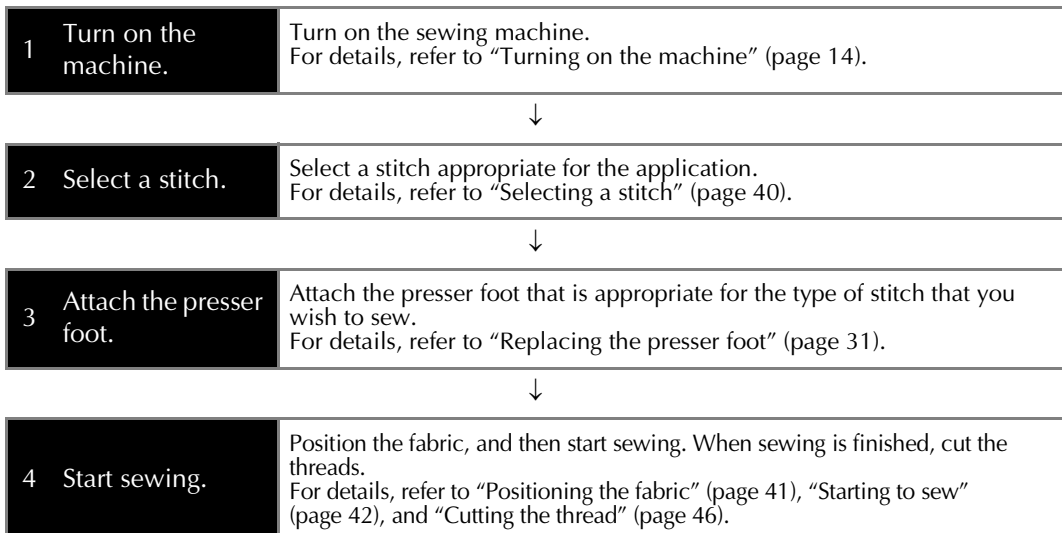 1 Turn on the machine.
Turn on the sewing machine.
For details, refer to “Turning on the machine” (page 14).
↓
2 Select a stitch.
Select a stitch appropriate for the application.
For details, refer to “Selecting a stitch” (page 40).
↓
3 Attach the presser foot.
Attach the presser foot that is appropriate for the type of stitch that you
wish to sew.
For details, refer to “Replacing the presser foot” (page 31).
↓
4 Start sewing.
Position the fabric, and then start sewing. When sewing is finished, cut the
threads.
For details, refer to “Positioning the fabric” (page 41), “Starting to sew”
(page 42), and “Cutting the thread” (page 46).